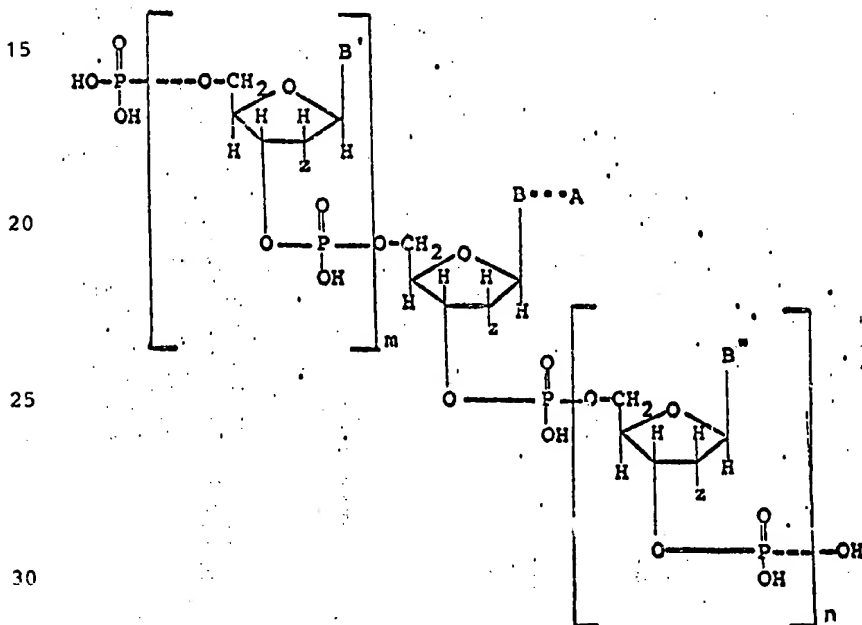 15 O B'
HO-P----O-CH2 O
OH H H
H H
z
20 O B•••A
O-P-O-CH2 O
OH H H
H H
z
m
O B"
25 O-P-O-CH2 O
OH H H
H H
z
O
O-P---OH
30 OH
n